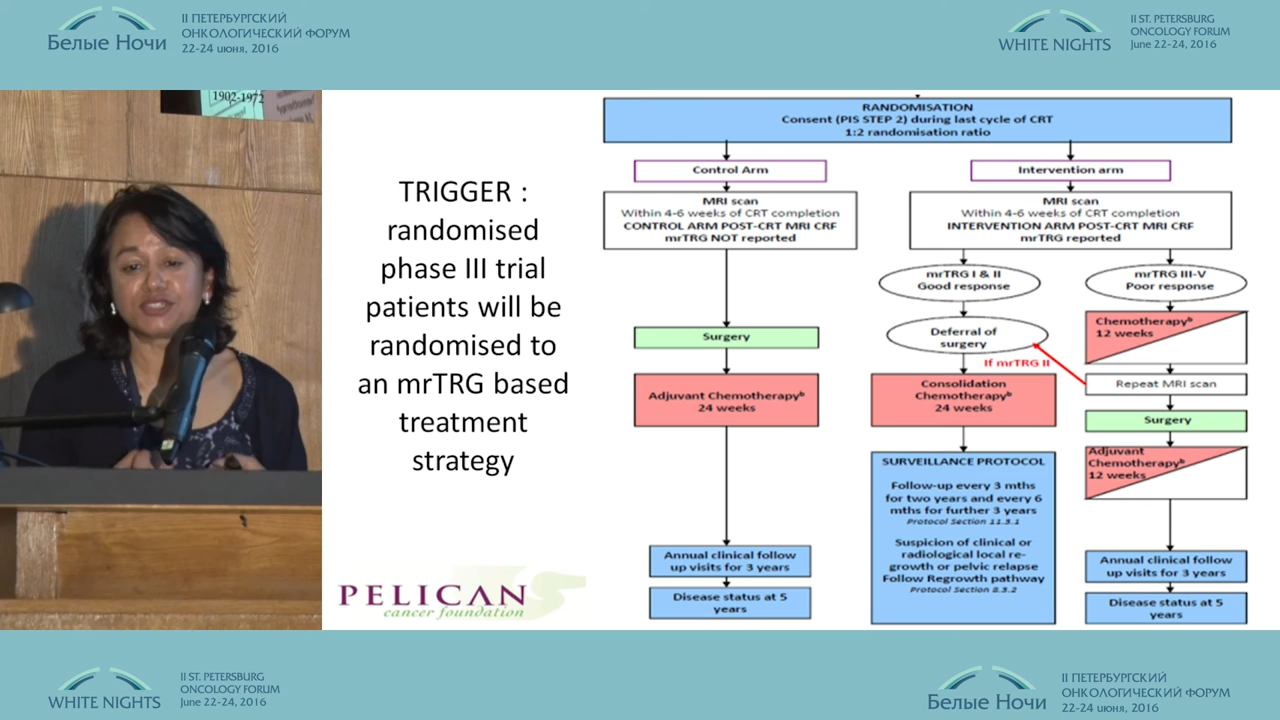 II ПЕТЕРБУРГСКИЙ
ОНКОЛОГИЧЕСКИЙ ФОРУМ
Белые Ночи
22-24 июня, 2016
II ST. PETERSBURG
ONCOLOGY FORUM
WHITE NIGHTS
June 22-24, 2016
1902-1972
TRIGGER :
randomised
phase III trial
patients will be
randomised to
an mrTRG based
treatment
strategy
PELICAN
cancer foundation
RANDOMISATION
Consent (PIS STEP 2) during last cycle of CRT
1:2 randomisation ratio
Control Arm
MRI scan
Within 4-6 weeks of CRT completion
CONTROL ARM POST-CRT MRI CRF
mrTRG NOT reported
Surgery
Adjuvant Chemotherapyᵇ
24 weeks
Annual clinical follow
up visits for 3 years
Disease status at 5
years
Intervention arm
MRI scan
Within 4-6 weeks of CRT completion
INTERVENTION ARM POST-CRT MRI CRF
mrTRG reported
mrTRG I & II
Good response
Deferral of
surgery
If mrTRG II
Consolidation
Chemotherapyᵇ
24 weeks
SURVEILLANCE PROTOCOL
Follow-up every 3 mths
for two years and every 6
mths for further 3 years
Protocol Section 11.3.1
Suspicion of clinical or
radiological local re-
growth or pelvic relapse
Follow Regrowth pathway
Protocol Section 8.3.2
mrTRG III-V
Poor response
Chemotherapyᵇ
12 weeks
Repeat MRI scan
Surgery
Adjuvant
Chemotherapyᵇ
12 weeks
Annual clinical follow
up visits for 3 years
Disease status at 5
years
II ST. PETERSBURG
ONCOLOGY FORUM
WHITE NIGHTS
June 22-24, 2016
II ПЕТЕРБУРГСКИЙ
ОНКОЛОГИЧЕСКИЙ ФОРУМ
Белые Ночи
22-24 июня, 2016